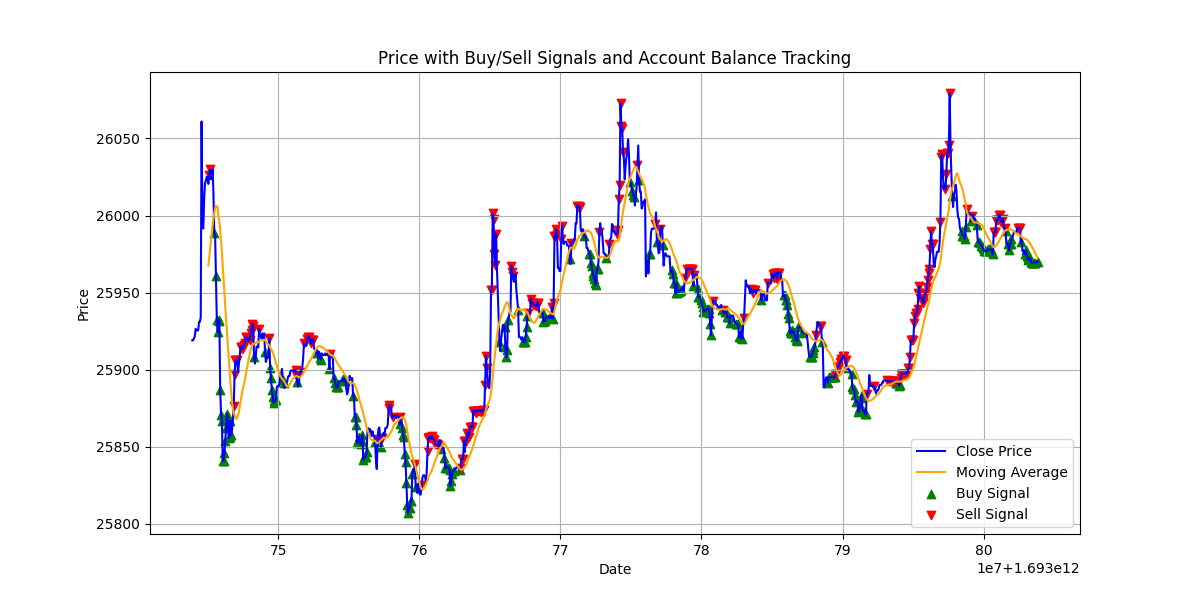 Price with Buy/Sell Signals and Account Balance Tracking
Price
26050
26000
25950
25900
25850
25800
Close Price
Moving Average
Buy Signal
Sell Signal
75 76 77 78 79 80
Date
1e7+1.693e12